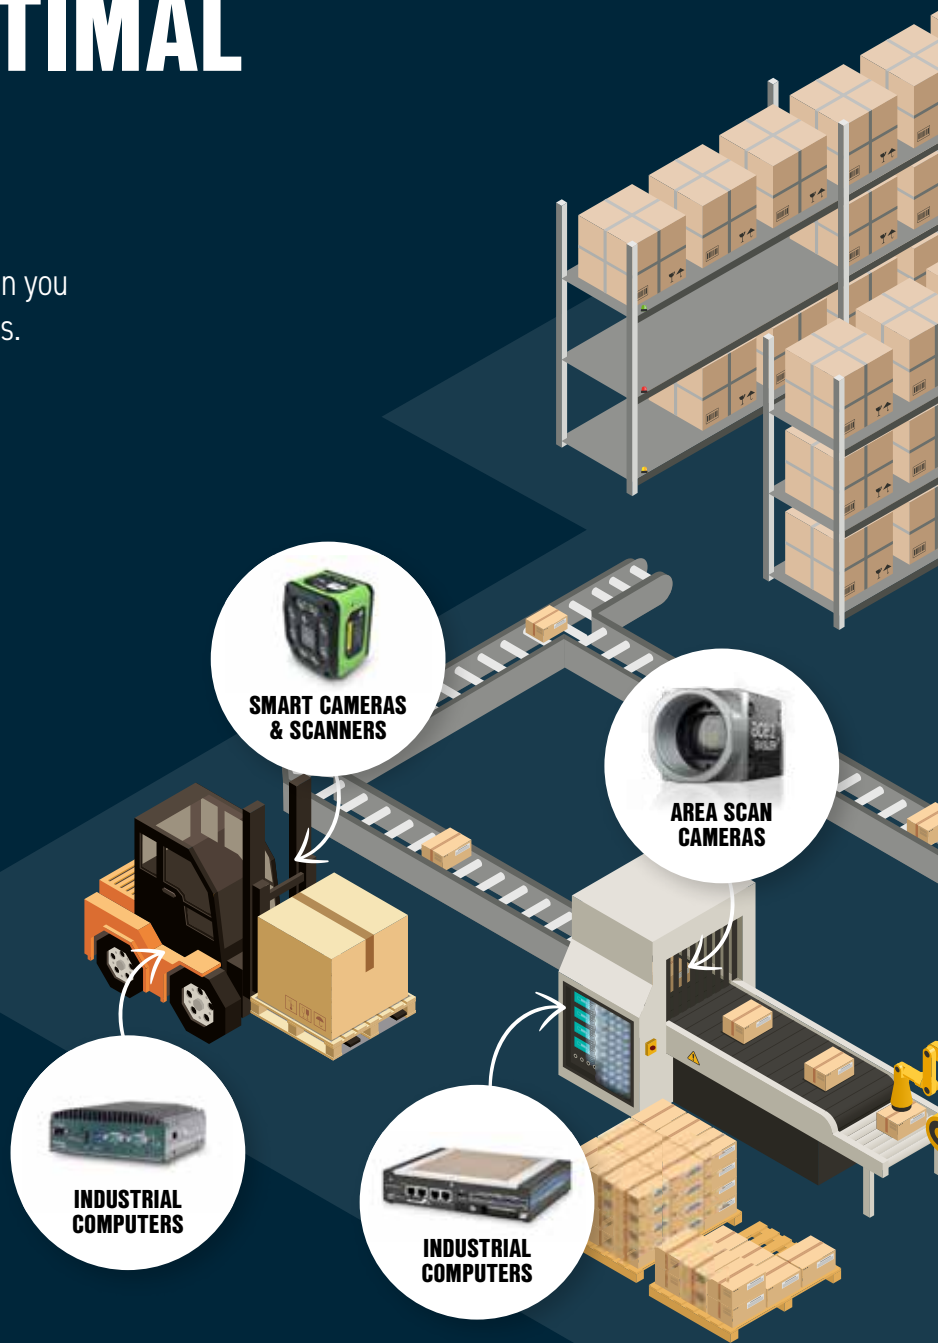 TIMAL
n you
s.
SMART CAMERAS
& SCANNERS
AREA SCAN
CAMERAS
INDUSTRIAL
COMPUTERS
INDUSTRIAL
COMPUTERS